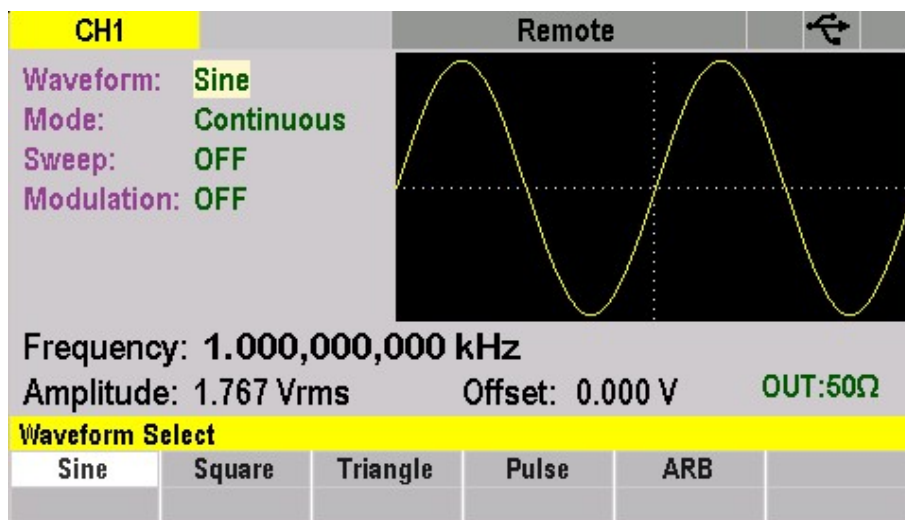 CH1 Remote
Waveform: Sine
Mode: Continuous
Sweep: OFF
Modulation: OFF
Frequency: 1.000,000,000 kHz
Amplitude: 1.767 Vrms Offset: 0.000 V OUT:50Ω
Waveform Select
Sine Square Triangle Pulse ARB